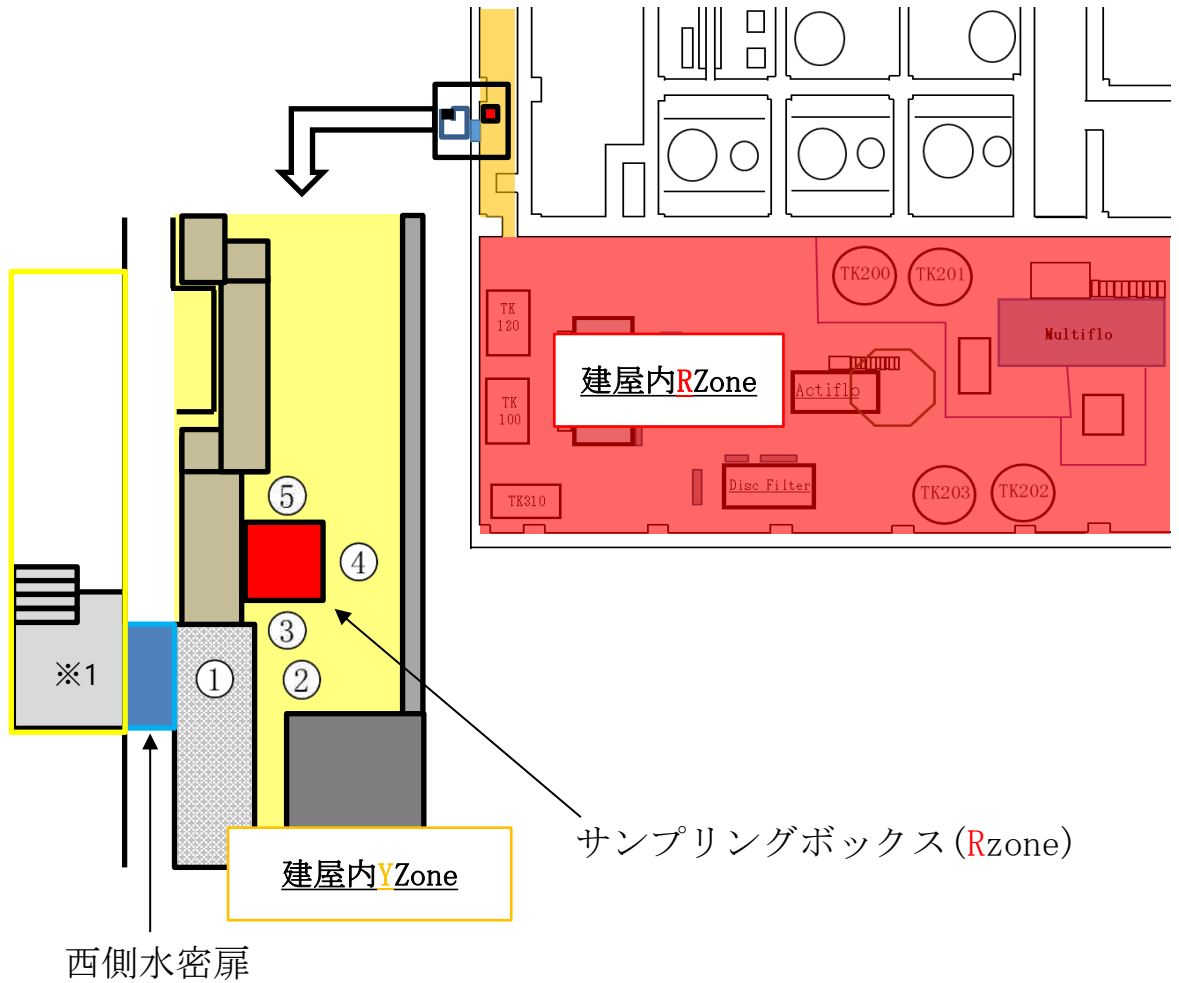 TK200
TK201
TK
120
Multiflo
建屋内RZone
Actiflo
TK
100
Disc Filter
TK310
TK203
TK202
⑤
④
③
※1
①
②
サンプリングボックス(Rzone)
建屋内YZone
西側水密扉